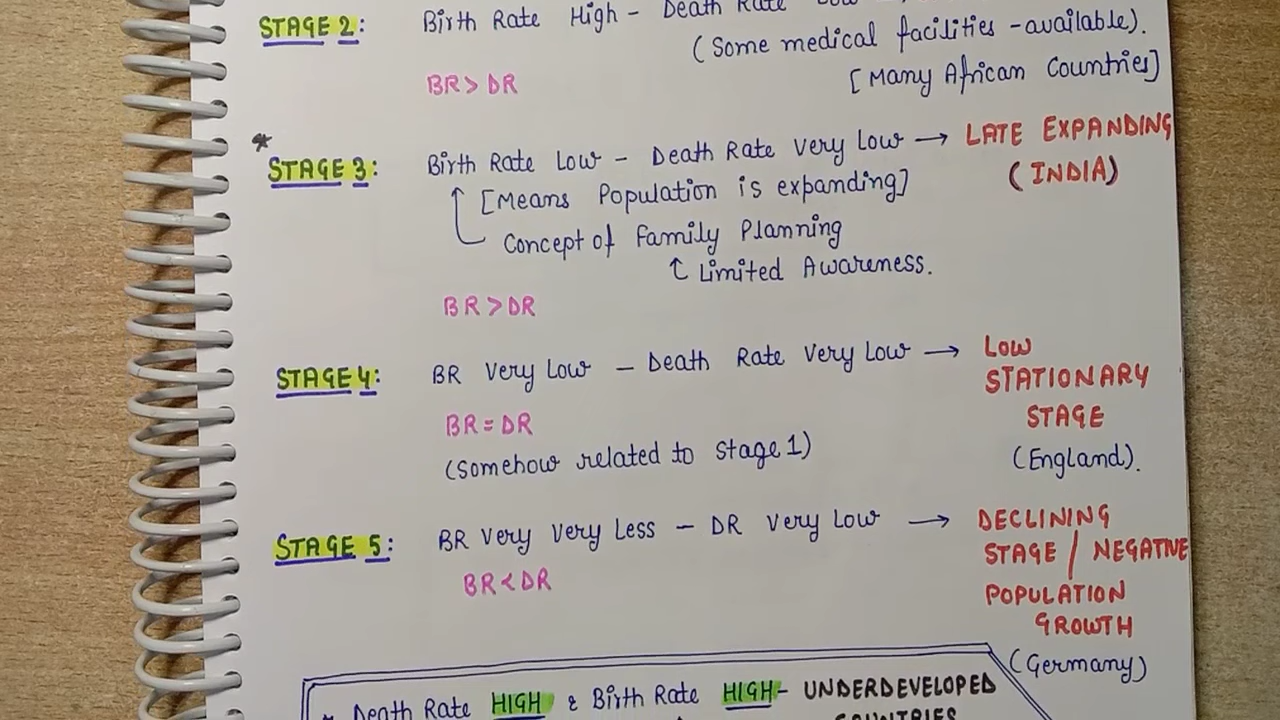 STAGE 2: Birth Rate High - Death Rate
(Some medical facilities - available).
BR > DR
[Many African Countries]
* STAGE 3: Birth Rate Low - Death Rate Very Low → LATE EXPANDING
(INDIA)
↑ [Means Population is expanding]
Concept of Family Planning
↑ Limited Awareness.
BR > DR
STAGE 4: BR Very Low - Death Rate Very Low → LOW
STATIONARY
STAGE
BR = DR
(Somehow related to Stage 1)
(England).
STAGE 5: BR Very Very Less - DR Very Low → DECLINING
STAGE / NEGATIVE
POPULATION
GROWTH
BR < DR
(Germany)
* Death Rate HIGH & Birth Rate HIGH - UNDERDEVELOPED
COUNTRIES